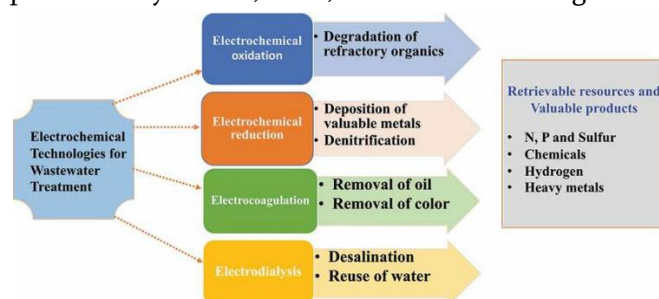 Electrochemical
Technologies for
Wastewater
Treatment
Electrochemical
oxidation
• Degradation of
refractory organics
Electrochemical
reduction
• Deposition of
valuable metals
• Denitrification
Electrocoagulation
• Removal of oil
• Removal of color
Electrodialysis
• Desalination
• Reuse of water
Retrievable resources and
Valuable products
• N, P and Sulfur
• Chemicals
• Hydrogen
• Heavy metals